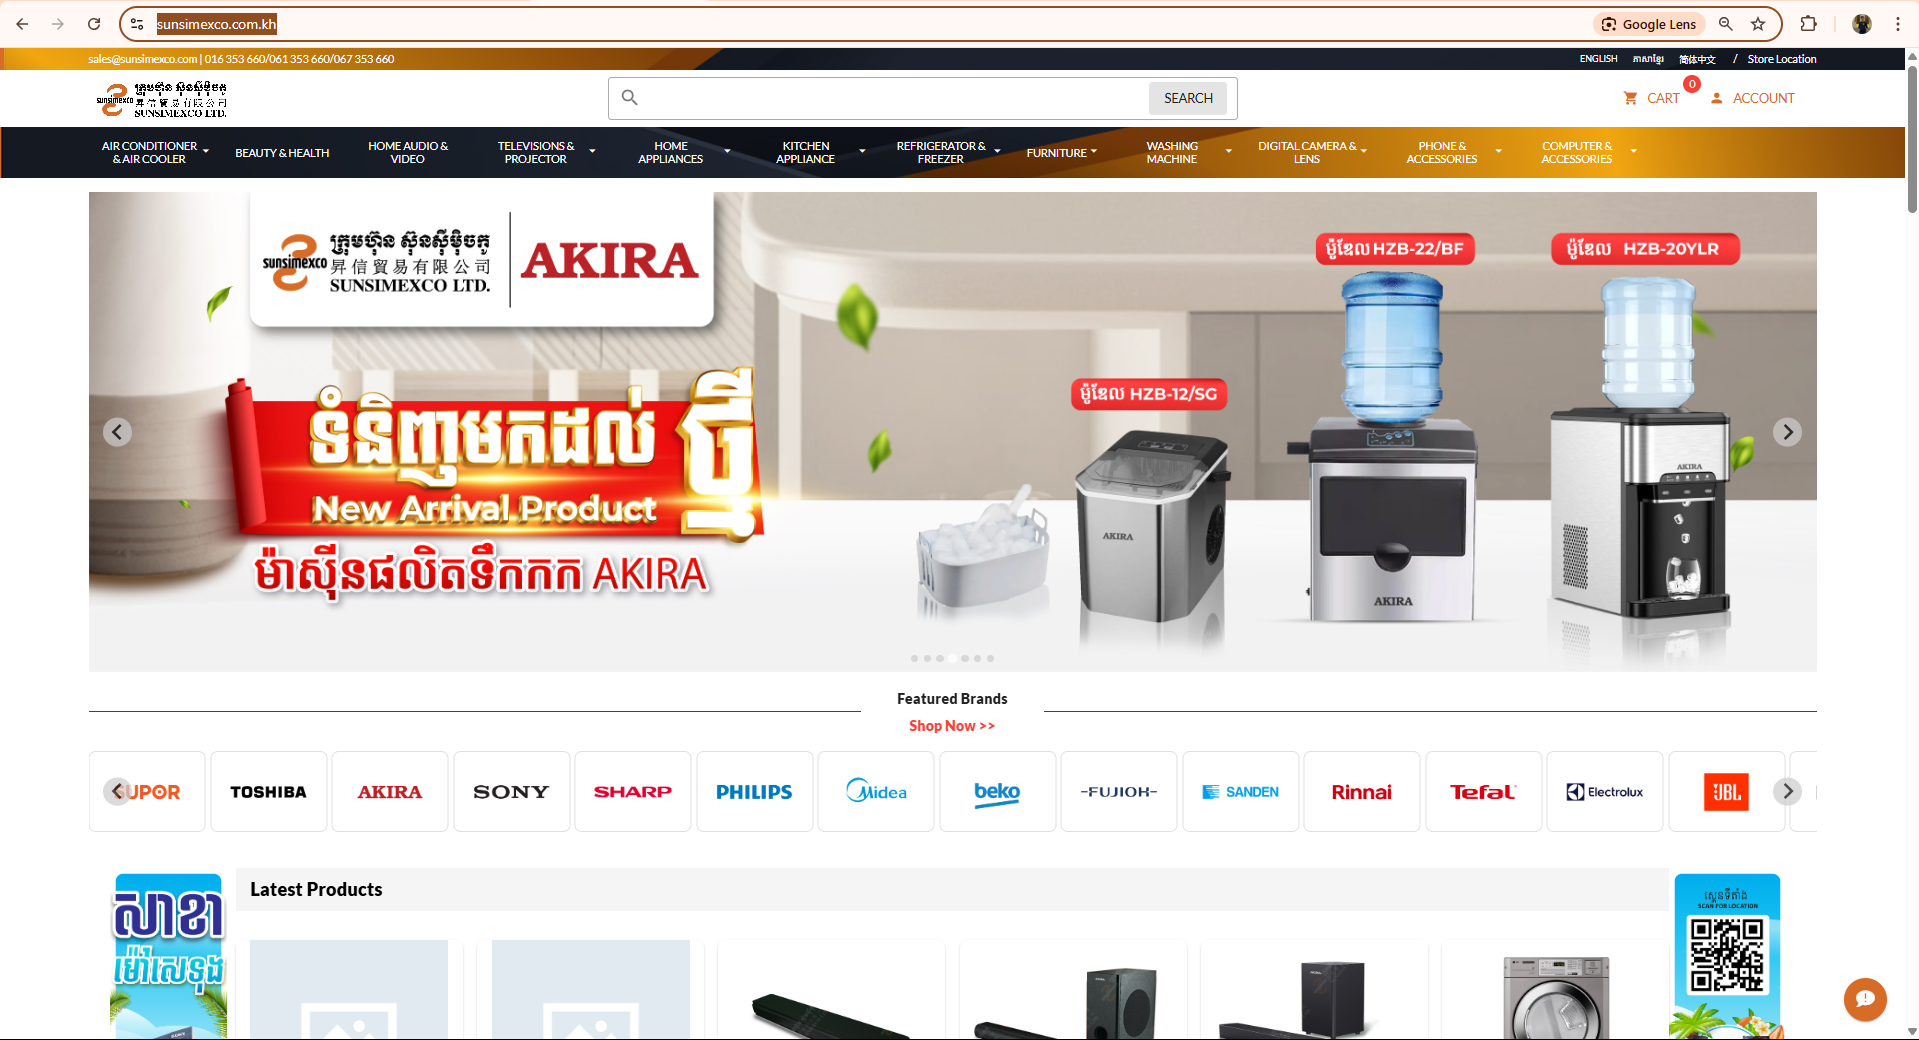 sunsimexco.com.kh
Google Lens
sales@sunsimexco.com | 016 353 660/061 353 660/067 353 660
ENGLISH ភាសាខ្មែរ 简体中文 / Store Location
ក្រុមហ៊ុន ស៊ុនស៊ីម៉ិចកូ
sunsimexco
昇信貿易有限公司
SUNSIMEXCO LTD.
SEARCH
CART 0
ACCOUNT
AIR CONDITIONER & AIR COOLER
BEAUTY & HEALTH
HOME AUDIO & VIDEO
TELEVISIONS & PROJECTOR
HOME APPLIANCES
KITCHEN APPLIANCE
REFRIGERATOR & FREEZER
FURNITURE
WASHING MACHINE
DIGITAL CAMERA & LENS
PHONE & ACCESSORIES
COMPUTER & ACCESSORIES
ក្រុមហ៊ុន ស៊ុនស៊ីម៉ិចកូ
sunsimexco
昇信貿易有限公司
SUNSIMEXCO LTD.
AKIRA
ម៉ូឌែល HZB-22/BF
ម៉ូឌែល HZB-20YLR
ម៉ូឌែល HZB-12/SG
ទំនិញមកដល់ថ្មី
New Arrival Product
ម៉ាស៊ីនផលិតទឹកកក AKIRA
AKIRA
AKIRA
AKIRA
Featured Brands
Shop Now >>
SUPOR
TOSHIBA
AKIRA
SONY
SHARP
PHILIPS
Midea
beko
-FUJIOH-
SANDEN
Rinnai
Tefal
Electrolux
JBL
Latest Products
សាខា
ម៉ៅសេទុង
ស្កេនទីតាំង
SCAN FOR LOCATION